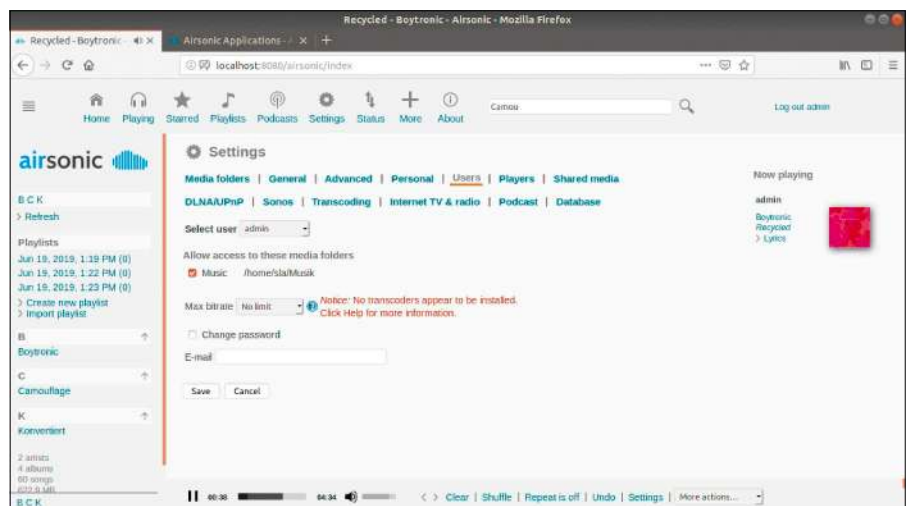 Recycled - Boytronic - Airsonic - Mozilla Firefox
Recycled - Boytronic
Airsonic Applications - A
localhost:8080/airsonic/index
Home Playing Starred Playlists Podcasts Settings Status More About
Camou
Log out admin
airsonic
Settings
Media folders | General | Advanced | Personal | Users | Players | Shared media
DLNA/UPnP | Sonos | Transcoding | Internet TV & radio | Podcast | Database
Select user admin
Allow access to these media folders
Music /home/sla/Musik
Max bitrate No limit
Notice: No transcoders appear to be installed.
Click Help for more information.
Change password
E-mail
Save Cancel
Now playing
admin
Boytronic
Recycled
> Lyrics
B C K
> Refresh
Playlists
Jun 19, 2019, 1:19 PM (0)
Jun 19, 2019, 1:22 PM (0)
Jun 19, 2019, 1:23 PM (0)
> Create new playlist
> Import playlist
B
Boytronic
C
Camouflage
K
Konvertiert
2 artists
4 albums
60 songs
B C K
00:38 04:34
< > Clear | Shuffle | Repeat is off | Undo | Settings | More actions...